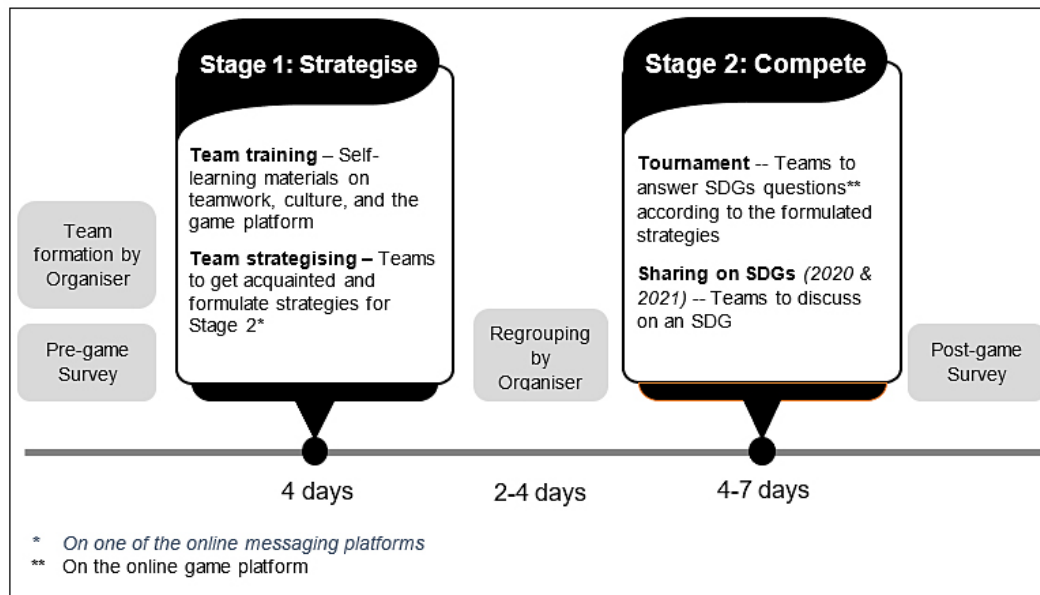 Stage 1: Strategise
Team training – Self-
learning materials on
teamwork, culture, and the
game platform
Team strategising – Teams
to get acquainted and
formulate strategies for
Stage 2*
Team
formation by
Organiser
Pre-game
Survey
Regrouping
by
Organiser
Stage 2: Compete
Tournament -- Teams to
answer SDGs questions**
according to the formulated
strategies
Sharing on SDGs (2020 &
2021) -- Teams to discuss
on an SDG
Post-game
Survey
4 days
2-4 days
4-7 days
* On one of the online messaging platforms
** On the online game platform